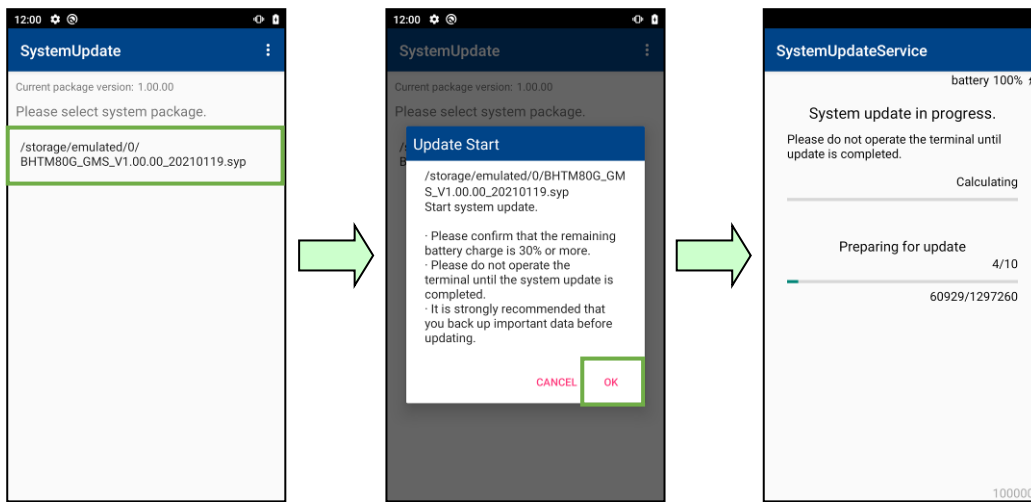 12:00
SystemUpdate
Current package version: 1.00.00
Please select system package.
/storage/emulated/0/
BHTM80G_GMS_V1.00.00_20210119.syp
12:00
SystemUpdate
Current package version: 1.00.00
Please select system package.
Update Start
/storage/emulated/0/BHTM80G_GM
S_V1.00.00_20210119.syp
Start system update.
· Please confirm that the remaining
battery charge is 30% or more.
· Please do not operate the
terminal until the system update is
completed.
· It is strongly recommended that
you back up important data before
updating.
CANCEL OK
SystemUpdateService
battery 100%
System update in progress.
Please do not operate the terminal until
update is completed.
Calculating
Preparing for update
4/10
60929/1297260